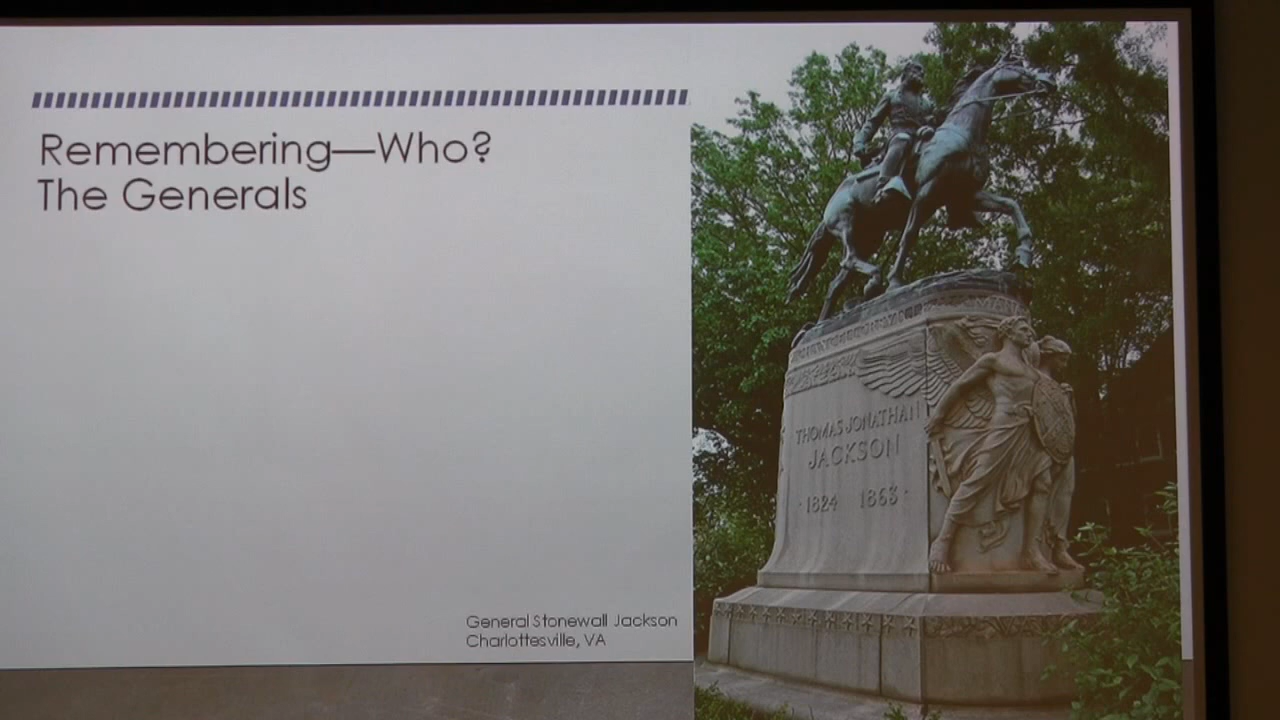 Remembering—Who?
The Generals
THOMAS JONATHAN
JACKSON
·1824 1863·
General Stonewall Jackson
Charlottesville, VA